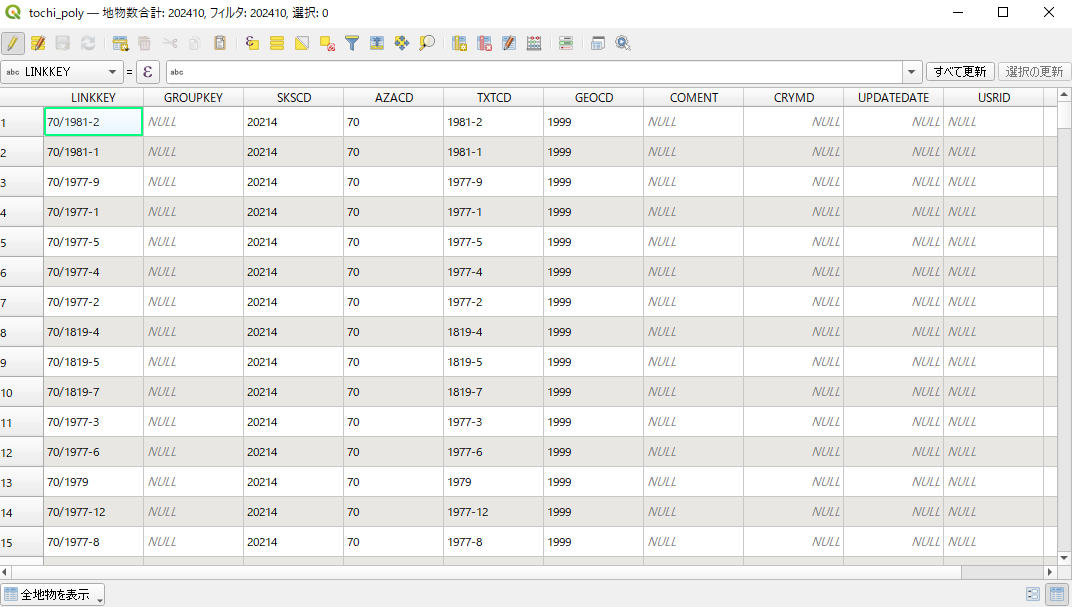 tochi_poly — 地物数合計: 202410, フィルタ: 202410, 選択: 0
abc LINKKEY = ε abc すべて更新 選択の更新
LINKKEY GROUPKEY SKSCD AZACD TXTCD GEOCD COMENT CRYMD UPDATEDATE USRID
1 70/1981-2 NULL 20214 70 1981-2 1999 NULL NULL NULL NULL
2 70/1981-1 NULL 20214 70 1981-1 1999 NULL NULL NULL NULL
3 70/1977-9 NULL 20214 70 1977-9 1999 NULL NULL NULL NULL
4 70/1977-1 NULL 20214 70 1977-1 1999 NULL NULL NULL NULL
5 70/1977-5 NULL 20214 70 1977-5 1999 NULL NULL NULL NULL
6 70/1977-4 NULL 20214 70 1977-4 1999 NULL NULL NULL NULL
7 70/1977-2 NULL 20214 70 1977-2 1999 NULL NULL NULL NULL
8 70/1819-4 NULL 20214 70 1819-4 1999 NULL NULL NULL NULL
9 70/1819-5 NULL 20214 70 1819-5 1999 NULL NULL NULL NULL
10 70/1819-7 NULL 20214 70 1819-7 1999 NULL NULL NULL NULL
11 70/1977-3 NULL 20214 70 1977-3 1999 NULL NULL NULL NULL
12 70/1977-6 NULL 20214 70 1977-6 1999 NULL NULL NULL NULL
13 70/1979 NULL 20214 70 1979 1999 NULL NULL NULL NULL
14 70/1977-12 NULL 20214 70 1977-12 1999 NULL NULL NULL NULL
15 70/1977-8 NULL 20214 70 1977-8 1999 NULL NULL NULL NULL
全地物を表示